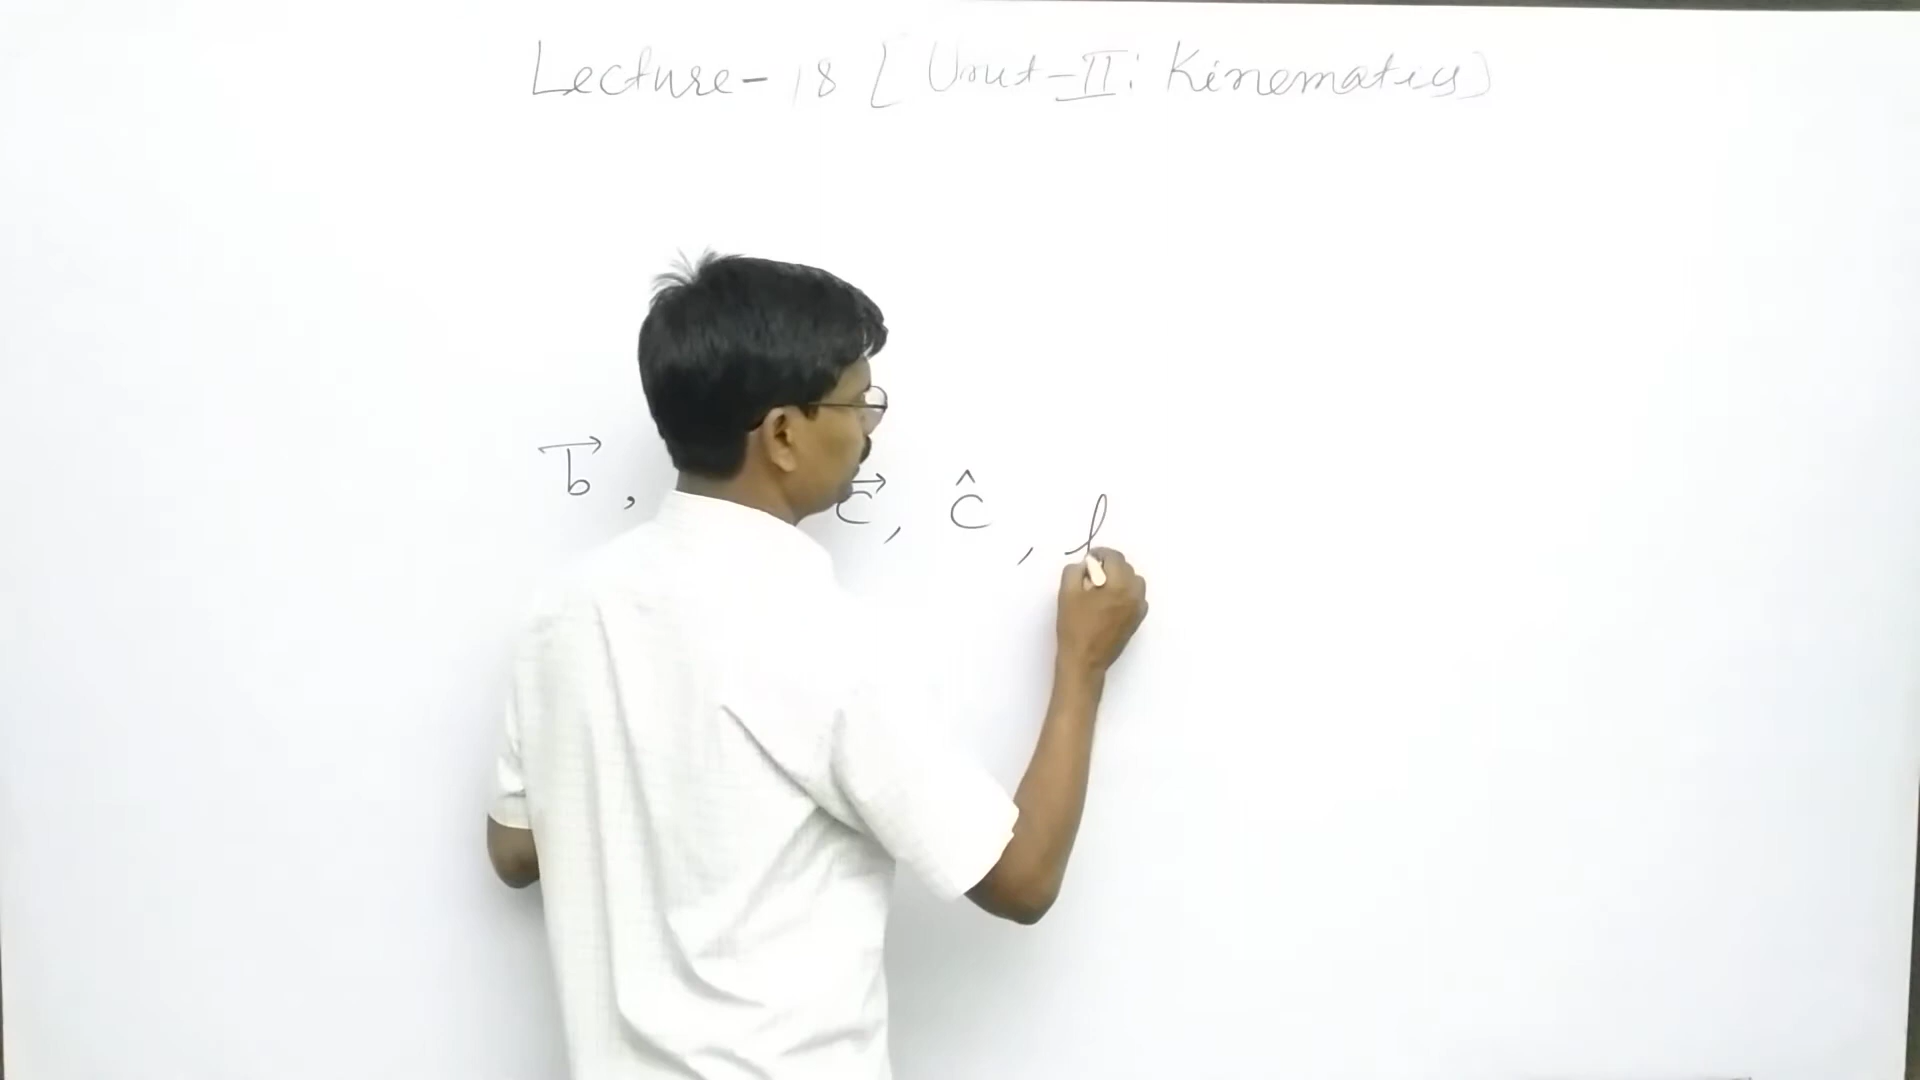 Lecture-18 [Unit-II: Kinematics]
b⃗, c⃗, ĉ, f